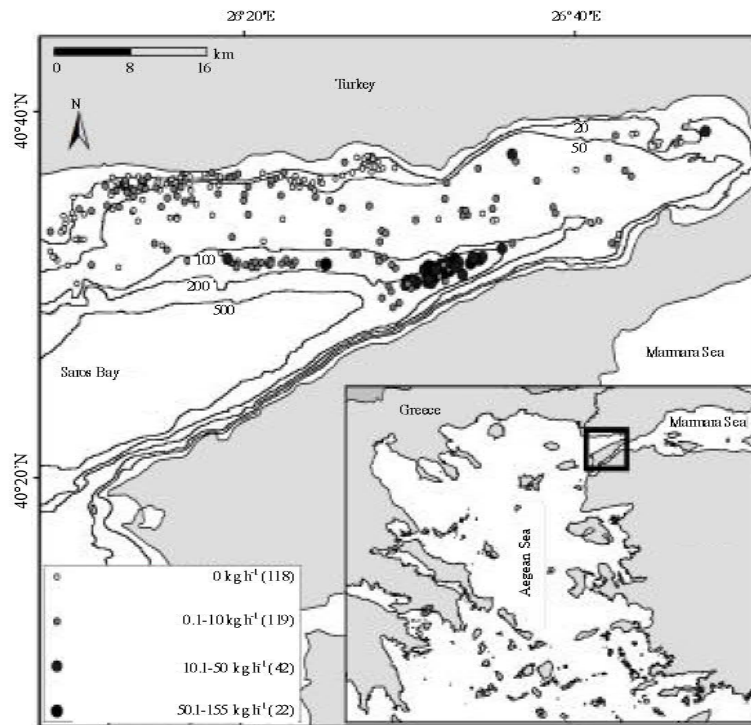 26°20'E 26°40'E
km
0 8 16
Turkey
N
40°40'N
20
50
100
200
500
Saros Bay
Marmara Sea
Greece
Marmara Sea
40°20'N
Aegean Sea
0 kg h⁻¹ (118)
0.1-10 kg h⁻¹ (119)
10.1-50 kg h⁻¹ (42)
50.1-155 kg h⁻¹ (22)